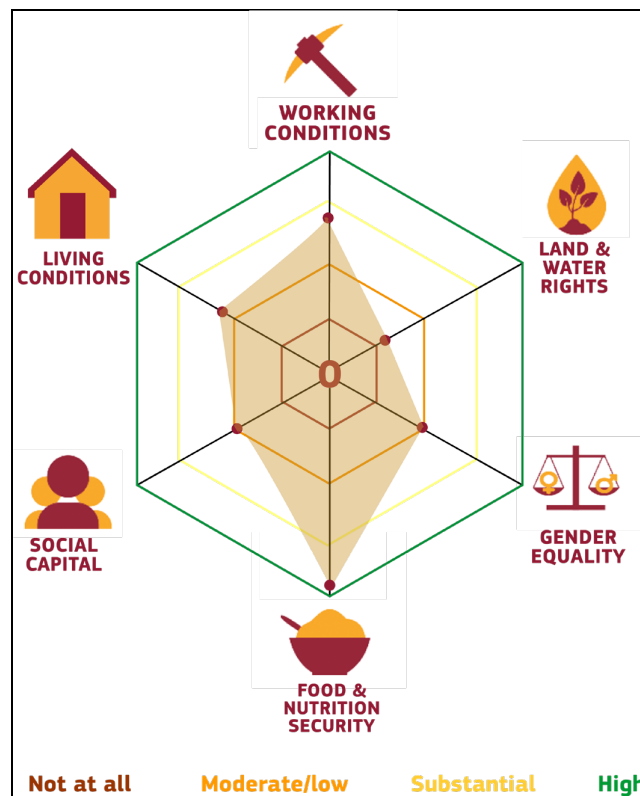 WORKING
CONDITIONS
LIVING
CONDITIONS
LAND &
WATER
RIGHTS
0
SOCIAL
CAPITAL
GENDER
EQUALITY
FOOD &
NUTRITION
SECURITY
Not at all Moderate/low Substantial High